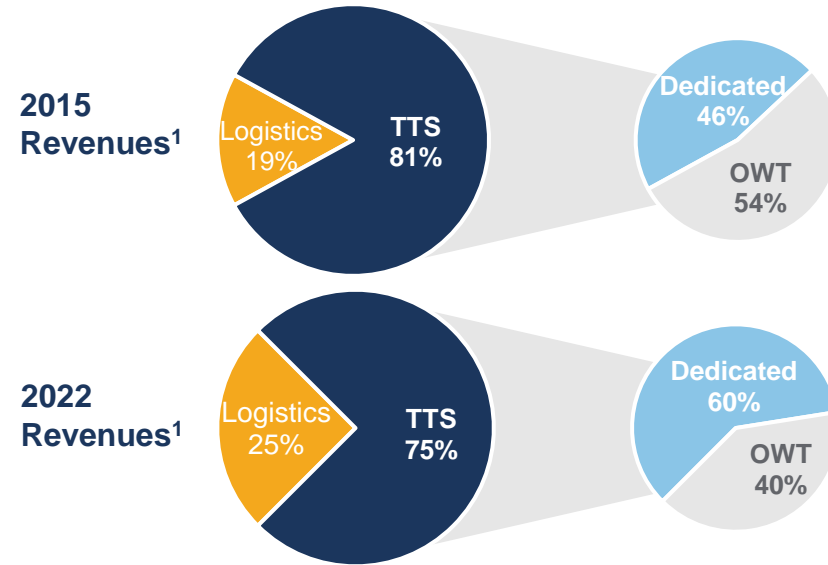 2015
Revenues¹
Logistics
19%
TTS
81%
Dedicated
46%
OWT
54%
2022
Revenues¹
Logistics
25%
TTS
75%
Dedicated
60%
OWT
40%